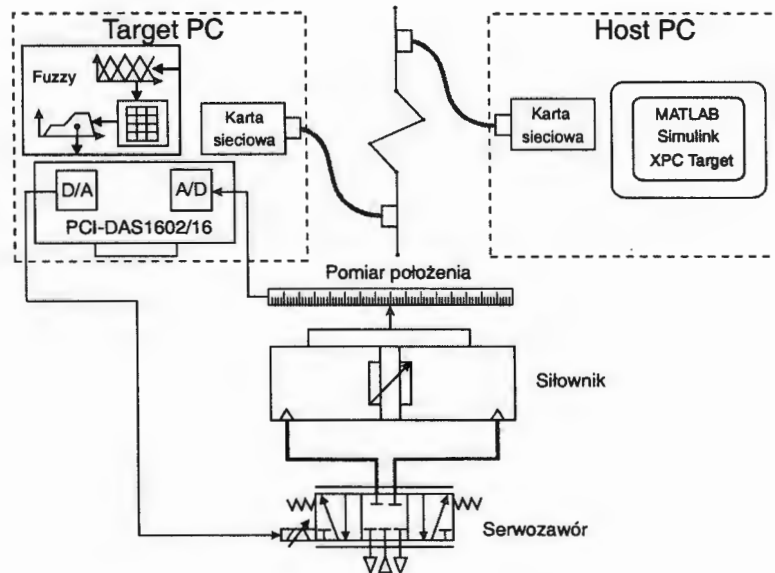 Target PC
Host PC
Fuzzy
Karta
sieciowa
Karta
sieciowa
MATLAB
Simulink
XPC Target
D/A
A/D
PCI-DAS1602/16
Pomiar położenia
Siłownik
Serwozawór